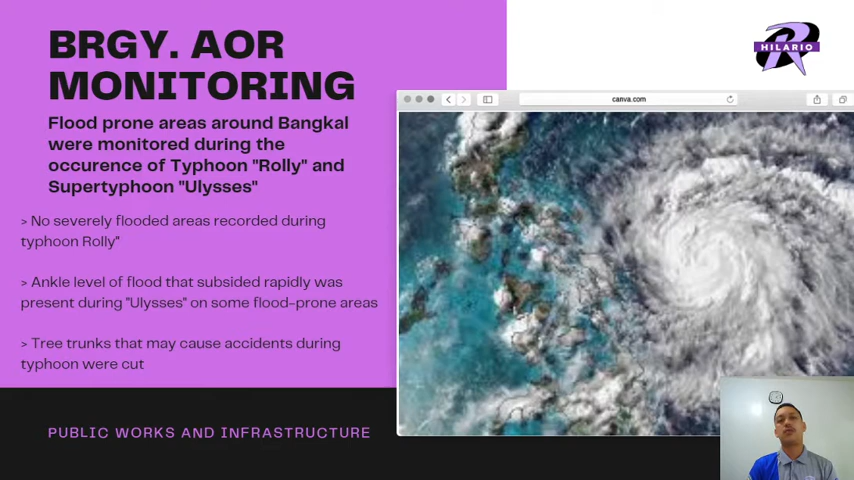 BRGY. AOR
MONITORING
Flood prone areas around Bangkal
were monitored during the
occurence of Typhoon "Rolly" and
Supertyphoon "Ulysses"
> No severely flooded areas recorded during
typhoon Rolly"
> Ankle level of flood that subsided rapidly was
present during "Ulysses" on some flood-prone areas
> Tree trunks that may cause accidents during
typhoon were cut
PUBLIC WORKS AND INFRASTRUCTURE
R
HILARIO
canva.com